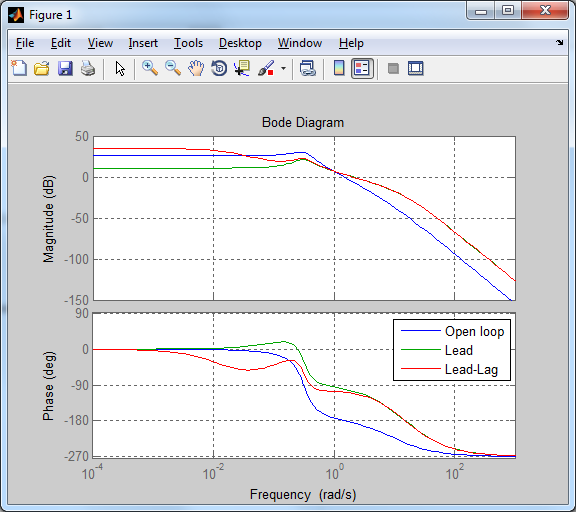 Figure 1
File Edit View Insert Tools Desktop Window Help
Bode Diagram
Magnitude (dB)
50
0
-50
-100
-150
Phase (deg)
90
0
-90
-180
-270
Open loop
Lead
Lead-Lag
10^-4 10^-2 10^0 10^2
Frequency (rad/s)